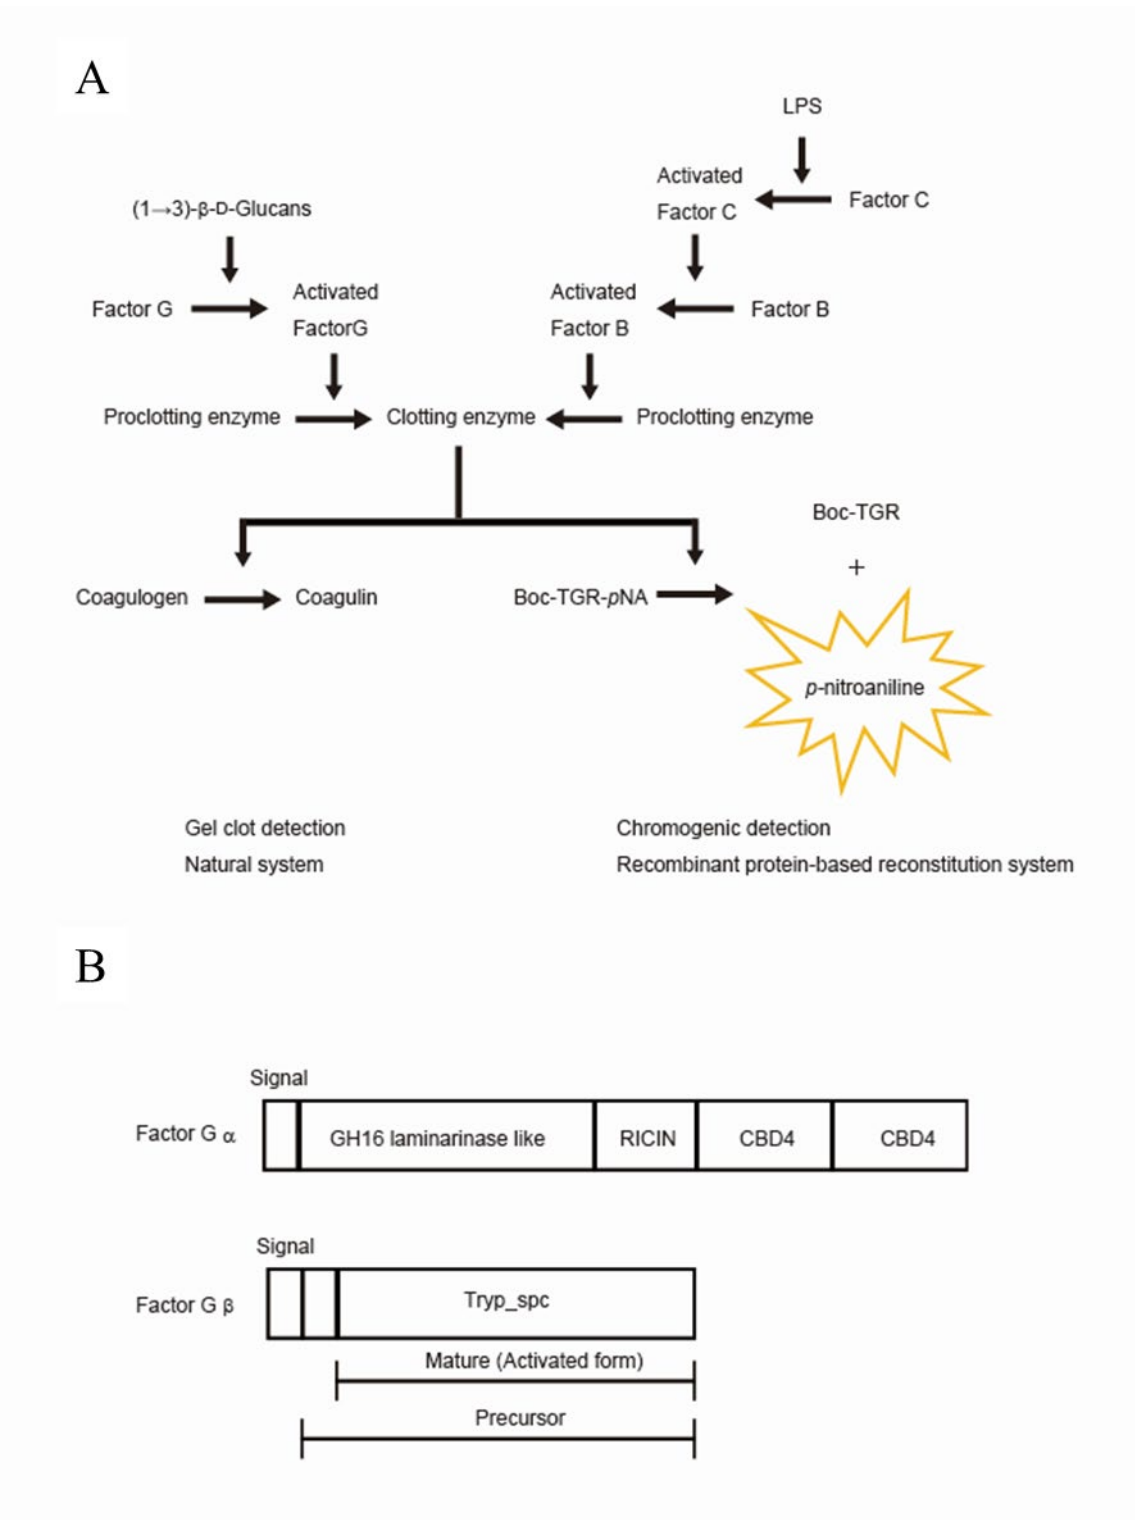 A
LPS
Activated
Factor C
Factor C
(1→3)-β-D-Glucans
Factor G
Activated
FactorG
Activated
Factor B
Factor B
Proclotting enzyme
Clotting enzyme
Proclotting enzyme
Boc-TGR
+
Coagulogen
Coagulin
Boc-TGR-pNA
p-nitroaniline
Gel clot detection
Natural system
Chromogenic detection
Recombinant protein-based reconstitution system
B
Signal
Factor G α
GH16 laminarinase like
RICIN
CBD4
CBD4
Signal
Factor G β
Tryp_spc
Mature (Activated form)
Precursor